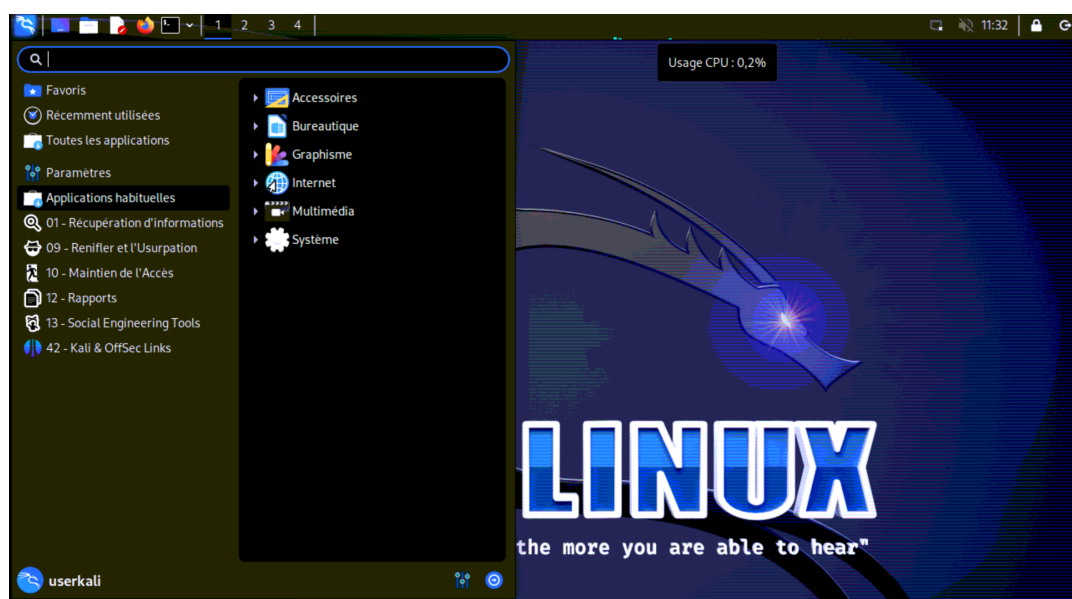 1 2 3 4 11:32
Usage CPU : 0,2%
Favoris
Récemment utilisées
Toutes les applications
Paramètres
Applications habituelles
01 - Récupération d'informations
09 - Renifler et l'Usurpation
10 - Maintien de l'Accès
12 - Rapports
13 - Social Engineering Tools
42 - Kali & OffSec Links
Accessoires
Bureautique
Graphisme
Internet
Multimédia
Système
LINUX
the more you are able to hear"
userkali